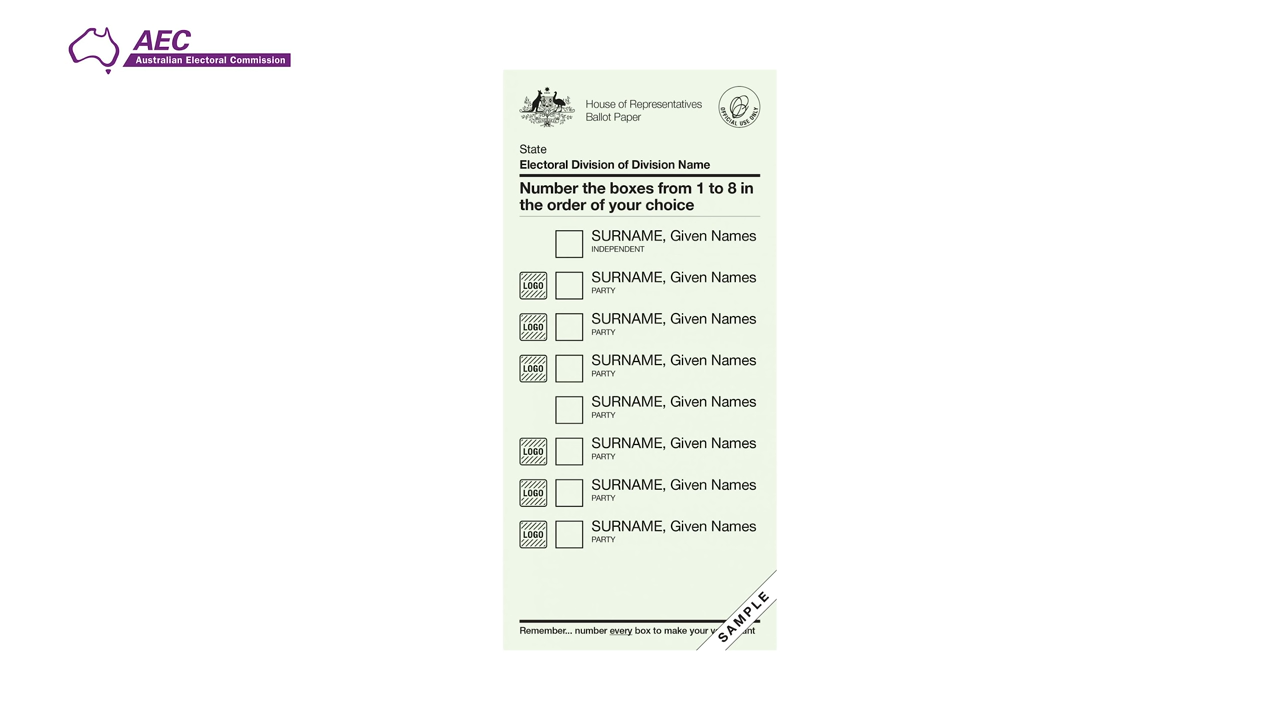 AEC
Australian Electoral Commission
House of Representatives
Ballot Paper
OFFICIAL USE ONLY
State
Electoral Division of Division Name
Number the boxes from 1 to 8 in
the order of your choice
SURNAME, Given Names
INDEPENDENT
LOGO
SURNAME, Given Names
PARTY
LOGO
SURNAME, Given Names
PARTY
LOGO
SURNAME, Given Names
PARTY
SURNAME, Given Names
PARTY
LOGO
SURNAME, Given Names
PARTY
LOGO
SURNAME, Given Names
PARTY
LOGO
SURNAME, Given Names
PARTY
Remember... number every box to make your
SAMPLE